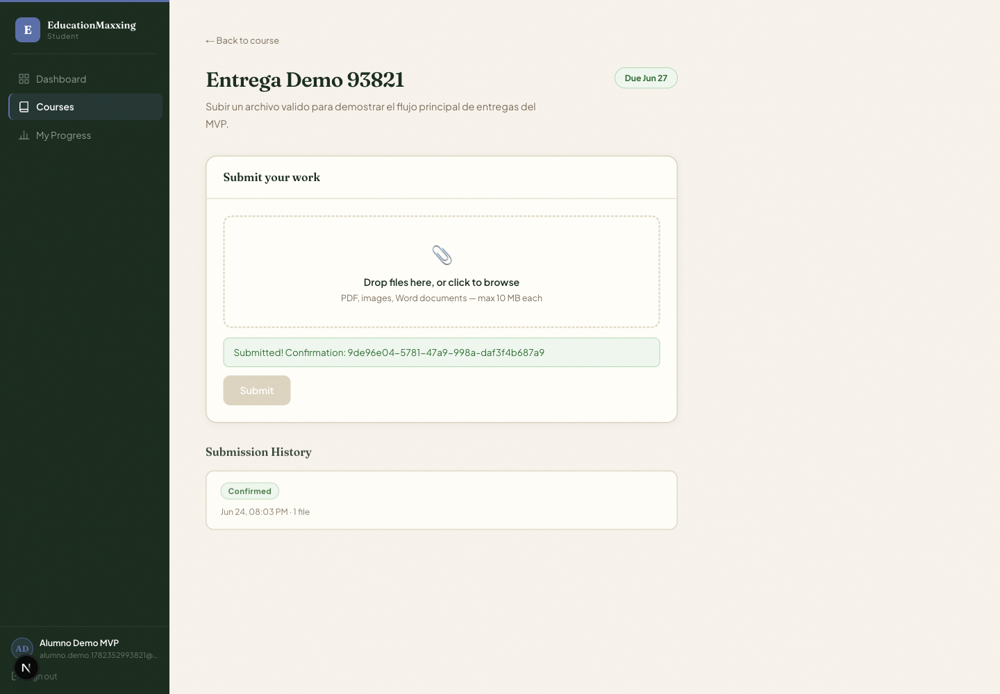 E
EducationMaxxing
Student
Dashboard
Courses
My Progress
← Back to course
Entrega Demo 93821
Due Jun 27
Subir un archivo valido para demostrar el flujo principal de entregas del
MVP.
Submit your work
Drop files here, or click to browse
PDF, images, Word documents — max 10 MB each
Submitted! Confirmation: 9de96e04-5781-47a9-998a-daf3f4b687a9
Submit
Submission History
Confirmed
Jun 24, 08:03 PM · 1 file
AD
Alumno Demo MVP
alumno.demo.1782352993821@...
N
gn out